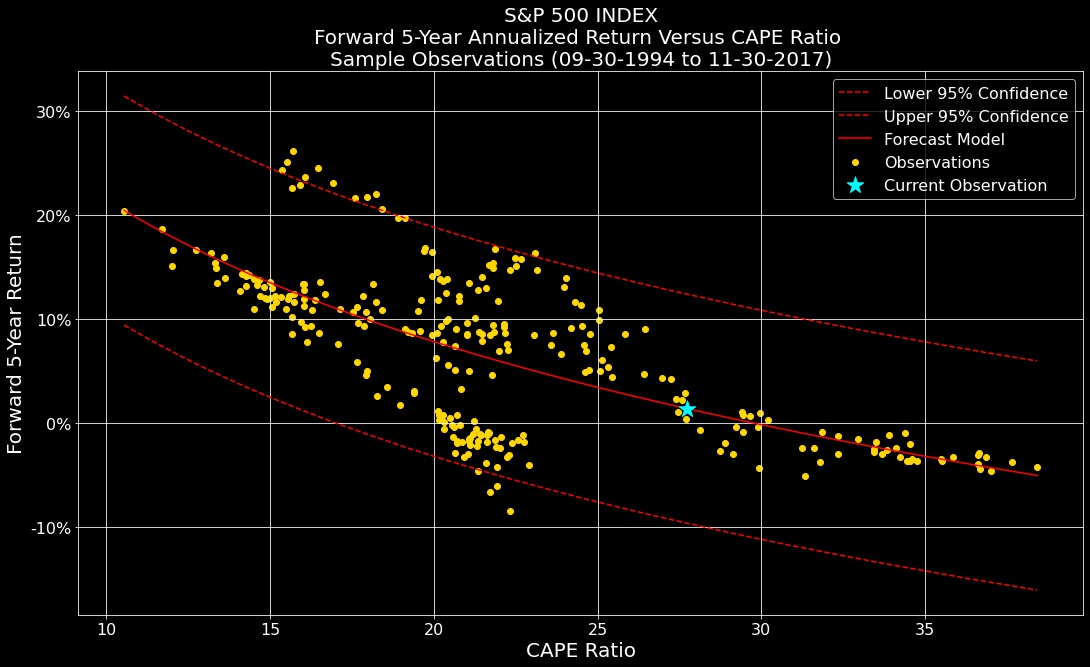 S&P 500 INDEX
Forward 5-Year Annualized Return Versus CAPE Ratio
Sample Observations (09-30-1994 to 11-30-2017)
Lower 95% Confidence
Upper 95% Confidence
Forecast Model
Observations
Current Observation
Forward 5-Year Return
30%
20%
10%
0%
-10%
10 15 20 25 30 35
CAPE Ratio